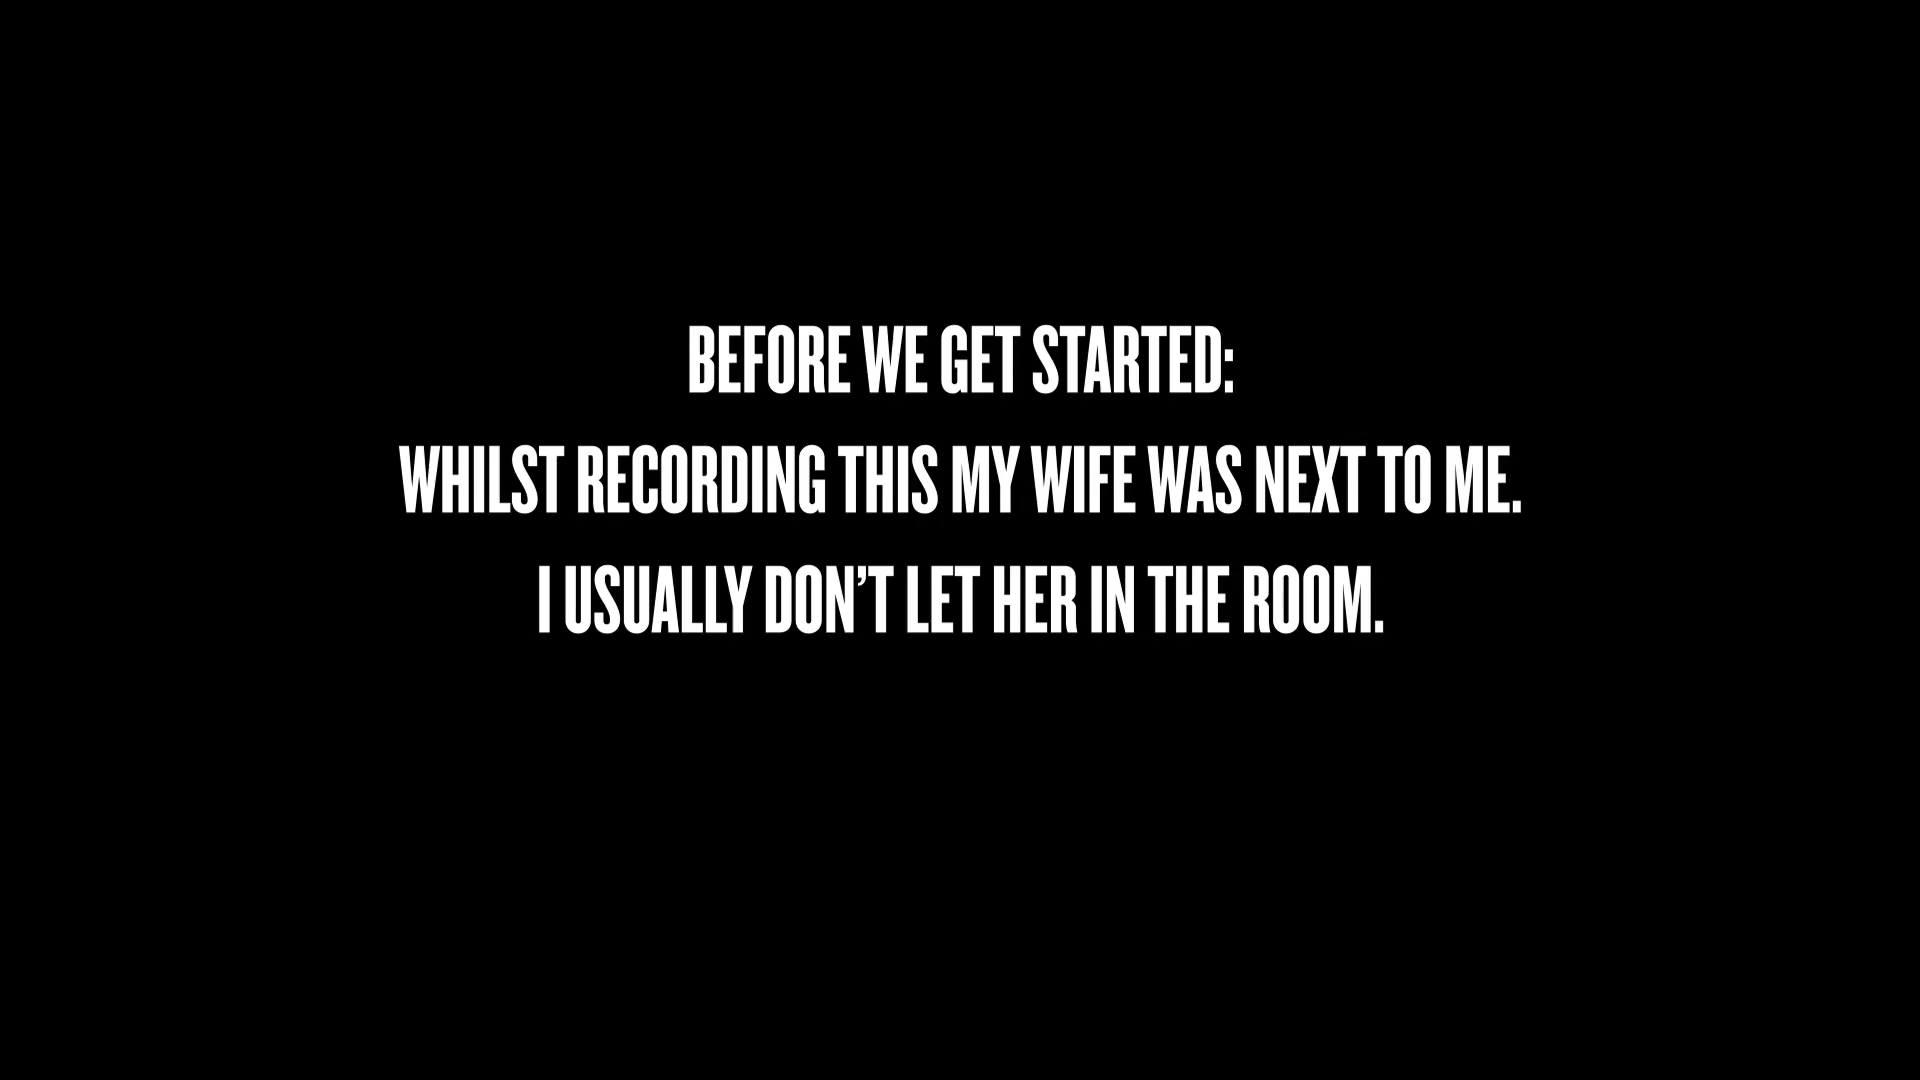 BEFORE WE GET STARTED:
WHILST RECORDING THIS MY WIFE WAS NEXT TO ME.
I USUALLY DON’T LET HER IN THE ROOM.